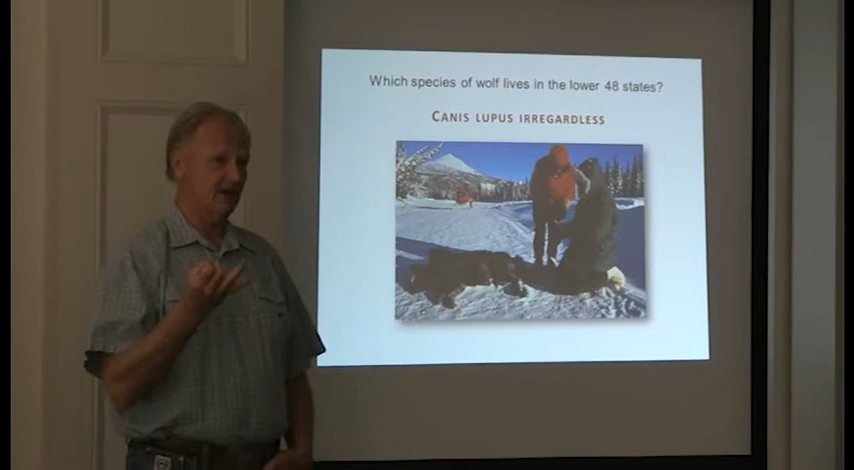 Which species of wolf lives in the lower 48 states?
CANIS LUPUS IRREGARDLESS